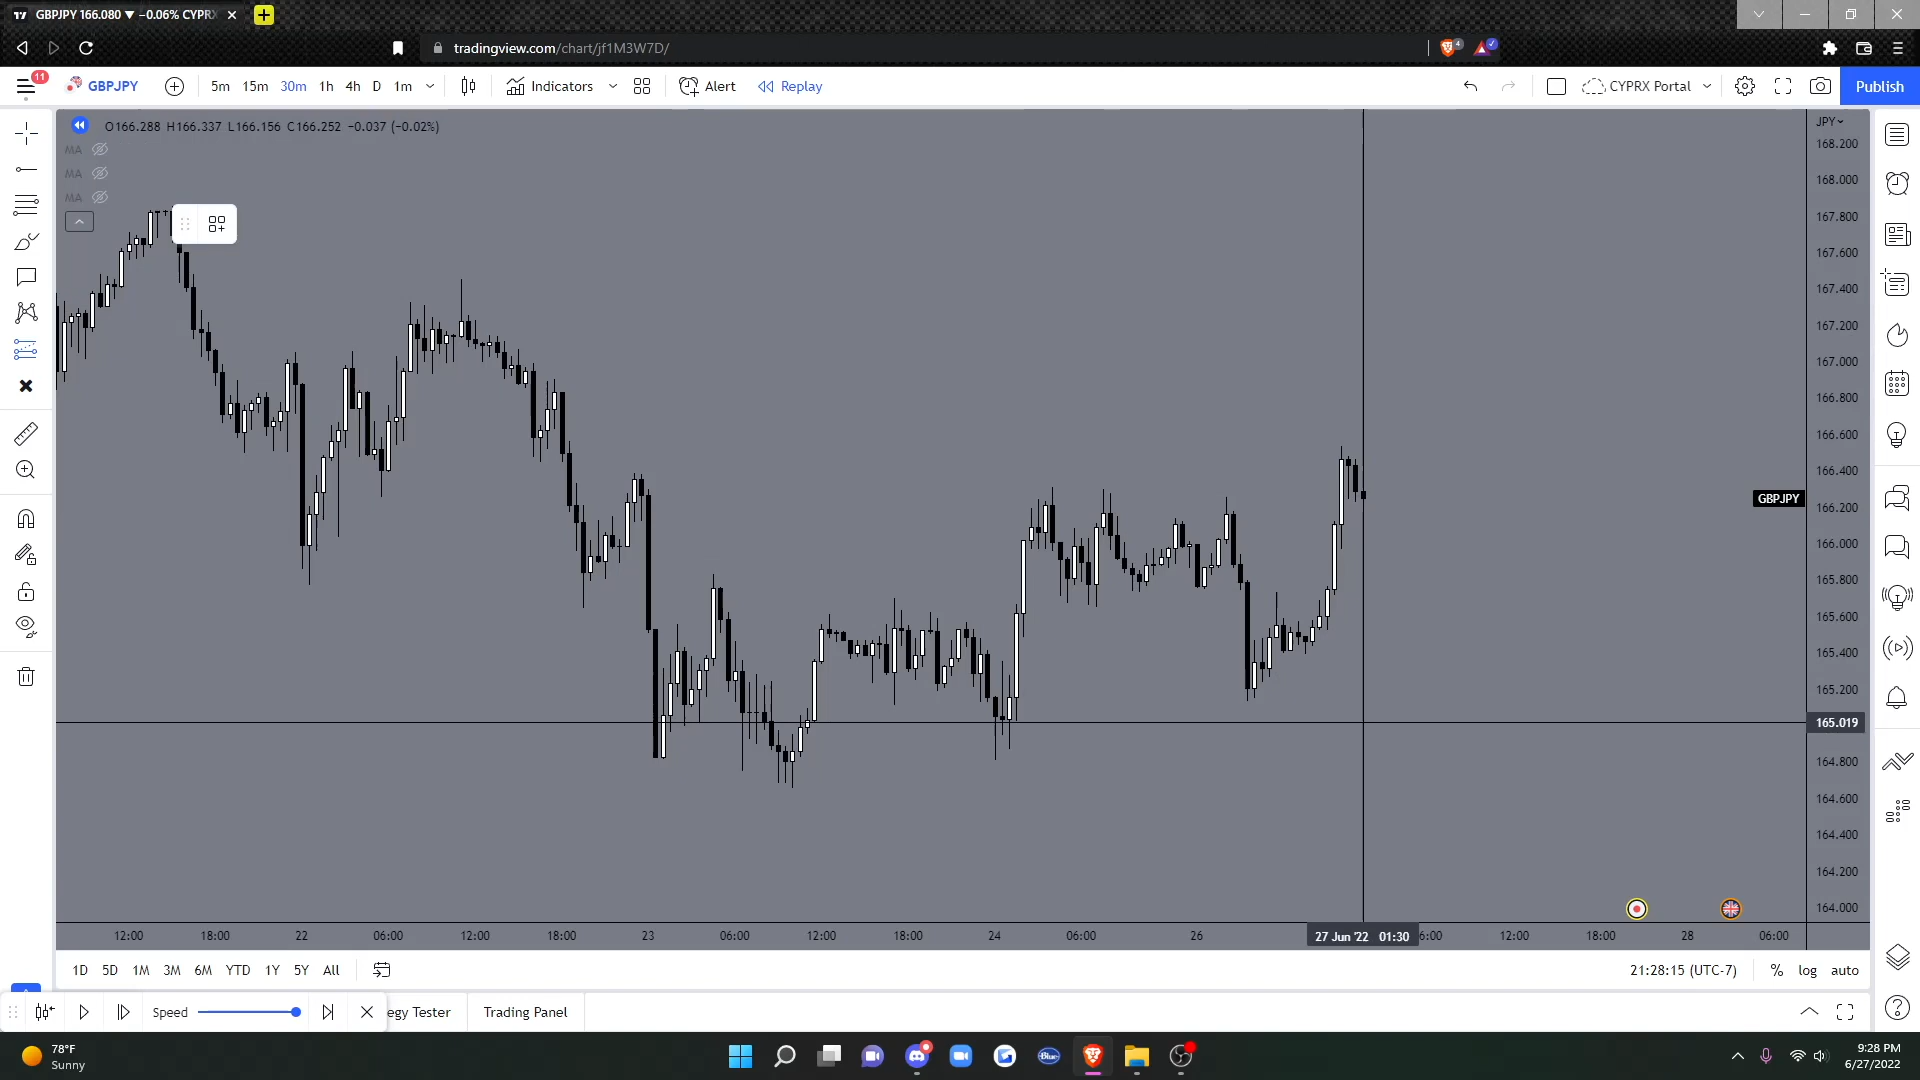 GBPJPY 166.080 ▼ −0.06% CYPRX
tradingview.com/chart/jf1M3W7D/
4
11
GBPJPY
5m 15m 30m 1h 4h D 1m
Indicators
Alert
Replay
CYPRX Portal
Publish
O166.288 H166.337 L166.156 C166.252 −0.037 (−0.02%)
MA
MA
MA
JPY
168.200
168.000
167.800
167.600
167.400
167.200
167.000
166.800
166.600
166.400
GBPJPY
166.200
166.000
165.800
165.600
165.400
165.200
165.019
164.800
164.600
164.400
164.200
164.000
12:00 18:00 22 06:00 12:00 18:00 23 06:00 12:00 18:00 24 06:00 26 27 Jun '22 01:30 6:00 12:00 18:00 28 06:00
1D 5D 1M 3M 6M YTD 1Y 5Y All
21:28:15 (UTC-7) % log auto
Speed
egy Tester
Trading Panel
78°F
Sunny
Blue
9:28 PM
6/27/2022